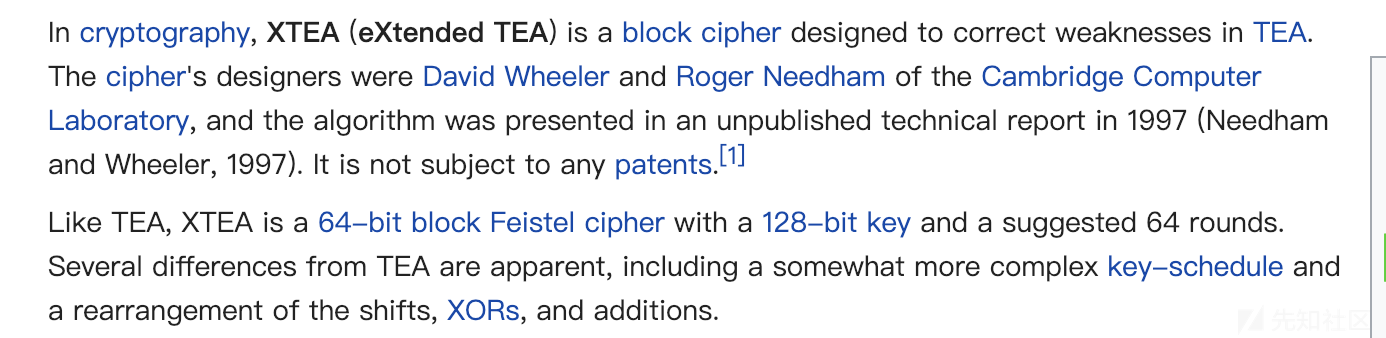 In cryptography, XTEA (eXtended TEA) is a block cipher designed to correct weaknesses in TEA.
The cipher's designers were David Wheeler and Roger Needham of the Cambridge Computer
Laboratory, and the algorithm was presented in an unpublished technical report in 1997 (Needham
and Wheeler, 1997). It is not subject to any patents.[1]
Like TEA, XTEA is a 64–bit block Feistel cipher with a 128–bit key and a suggested 64 rounds.
Several differences from TEA are apparent, including a somewhat more complex key–schedule and
a rearrangement of the shifts, XORs, and additions.
先知社区